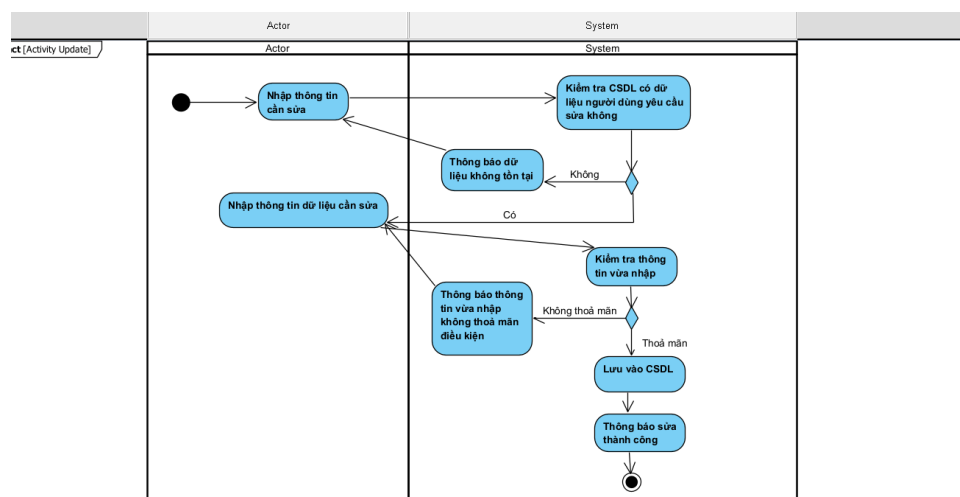 Actor
System
ct [Activity Update]
Actor
System
Nhập thông tin
cần sửa
Kiểm tra CSDL có dữ
liệu người dùng yêu cầu
sửa không
Thông báo dữ
liệu không tồn tại
Không
Nhập thông tin dữ liệu cần sửa
Có
Kiểm tra thông
tin vừa nhập
Thông báo thông
tin vừa nhập
không thoả mãn
điều kiện
Không thoả mãn
Thoả mãn
Lưu vào CSDL
Thông báo sửa
thành công